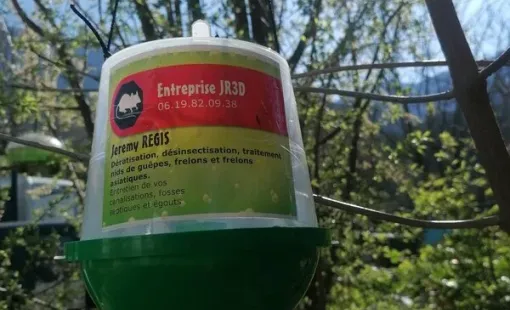 Entreprise JR3D
06.19.82.09.38
Jeremy REGIS
Dératisation, désinsectisation, traitement
nids de guêpes, frelons et frelons
asiatiques.
Entretien de vos
canalisations, fosses
septiques et égouts